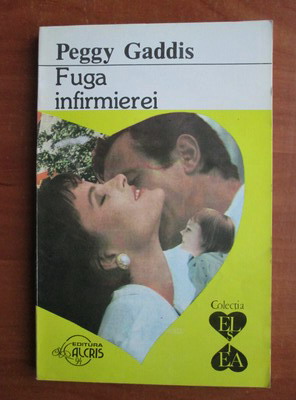 Peggy Gaddis
Fuga
infirmierei
Colecția
EL
ȘI
EA
EDITURA
ALCRIS